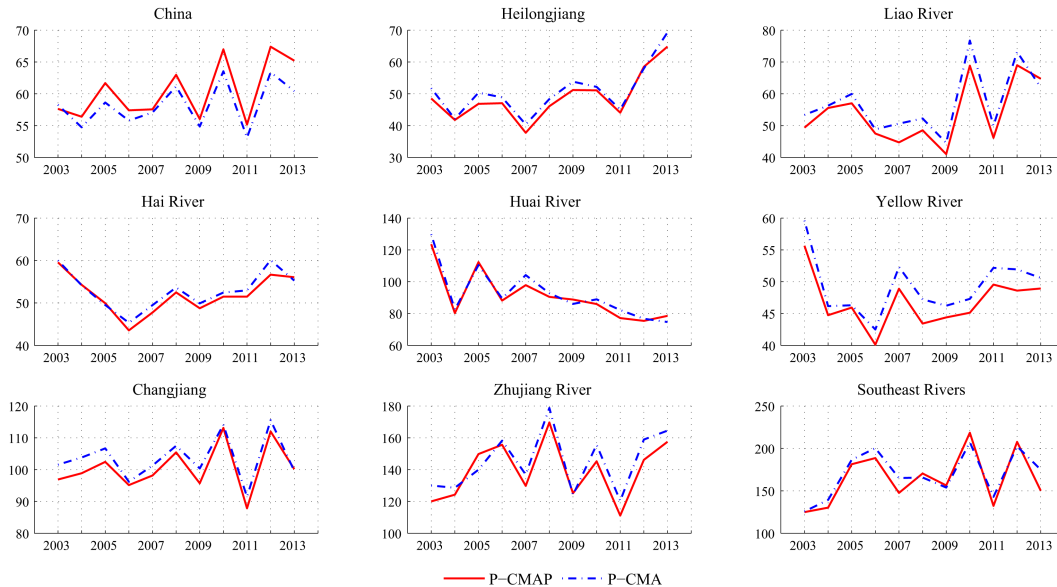 China
Heilongjiang
Liao River
70
65
60
55
50
2003 2005 2007 2009 2011 2013
70
60
50
40
30
2003 2005 2007 2009 2011 2013
80
70
60
50
40
2003 2005 2007 2009 2011 2013
Hai River
Huai River
Yellow River
70
60
50
40
2003 2005 2007 2009 2011 2013
140
120
100
80
60
2003 2005 2007 2009 2011 2013
60
55
50
45
40
2003 2005 2007 2009 2011 2013
Changjiang
Zhujiang River
Southeast Rivers
120
110
100
90
80
2003 2005 2007 2009 2011 2013
180
160
140
120
100
2003 2005 2007 2009 2011 2013
250
200
150
100
2003 2005 2007 2009 2011 2013
P−CMAP P−CMA